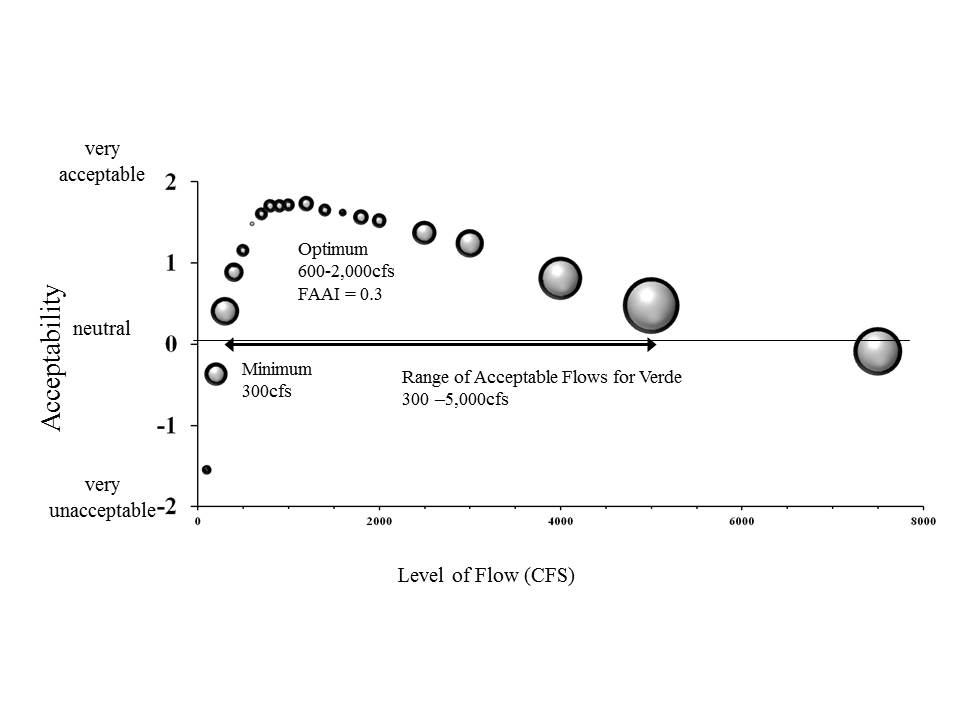 very
acceptable
2
1
Optimum
600-2,000cfs
FAAI = 0.3
Acceptability
neutral
0
Minimum
300cfs
Range of Acceptable Flows for Verde
300 –5,000cfs
-1
very
unacceptable
-2
0 2000 4000 6000 8000
Level of Flow (CFS)